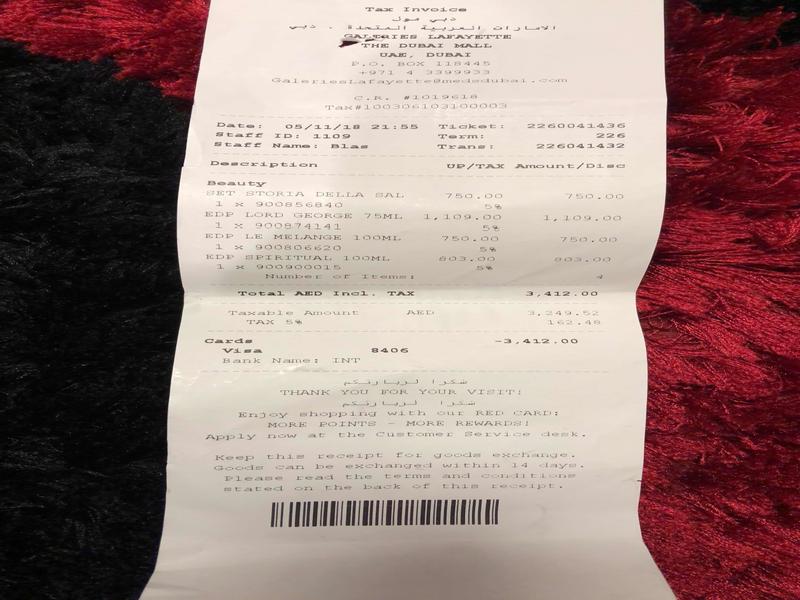 Tax Invoice
دبي مول
الامارات العربية المتحدة ، دبي
GALERIES LAFAYETTE
THE DUBAI MALL
UAE, DUBAI
P.O. BOX 118445
+971 4 3399933
GaleriesLafayette@medsdubai.com
C.R. #1019618
Tax#100306103100003
Date: 05/11/18 21:55 Ticket: 2260041436
Staff ID: 1109 Term: 226
Staff Name: Blas Trans: 226041432
Description UP/TAX Amount/Disc
Beauty
SET STORIA DELLA SAL 750.00 750.00
1 x 900856840 5%
EDP LORD GEORGE 75ML 1,109.00 1,109.00
1 x 900874141 5%
EDP LE MELANGE 100ML 750.00 750.00
1 x 900806620 5%
EDP SPIRITUAL 100ML 803.00 803.00
1 x 900900015 5%
Number of Items: 4
Total AED Incl. TAX 3,412.00
Taxable Amount AED 3,249.52
TAX 5% 162.48
Cards -3,412.00
Visa 8406
Bank Name: INT
شكرا لزيارتكم
THANK YOU FOR YOUR VISIT!
شكرا لزيارتكم
Enjoy shopping with our RED CARD:
MORE POINTS - MORE REWARDS!
Apply now at the Customer Service desk.
Keep this receipt for goods exchange.
Goods can be exchanged within 14 days.
Please read the terms and conditions
stated on the back of this receipt.